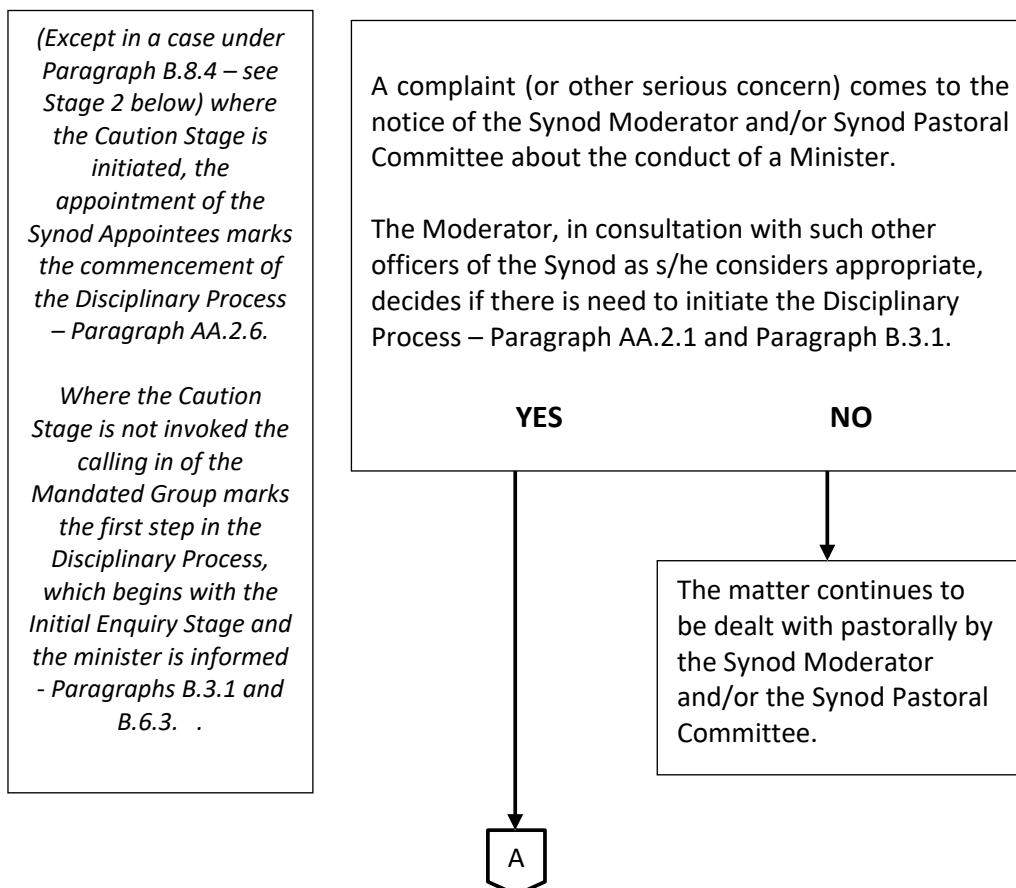 (Except in a case under
Paragraph B.8.4 – see
Stage 2 below) where
the Caution Stage is
initiated, the
appointment of the
Synod Appointees marks
the commencement of
the Disciplinary Process
– Paragraph AA.2.6.
Where the Caution
Stage is not invoked the
calling in of the
Mandated Group marks
the first step in the
Disciplinary Process,
which begins with the
Initial Enquiry Stage and
the minister is informed
- Paragraphs B.3.1 and
B.6.3. .
A complaint (or other serious concern) comes to the
notice of the Synod Moderator and/or Synod Pastoral
Committee about the conduct of a Minister.
The Moderator, in consultation with such other
officers of the Synod as s/he considers appropriate,
decides if there is need to initiate the Disciplinary
Process – Paragraph AA.2.1 and Paragraph B.3.1.
YES NO
The matter continues to
be dealt with pastorally by
the Synod Moderator
and/or the Synod Pastoral
Committee.
A